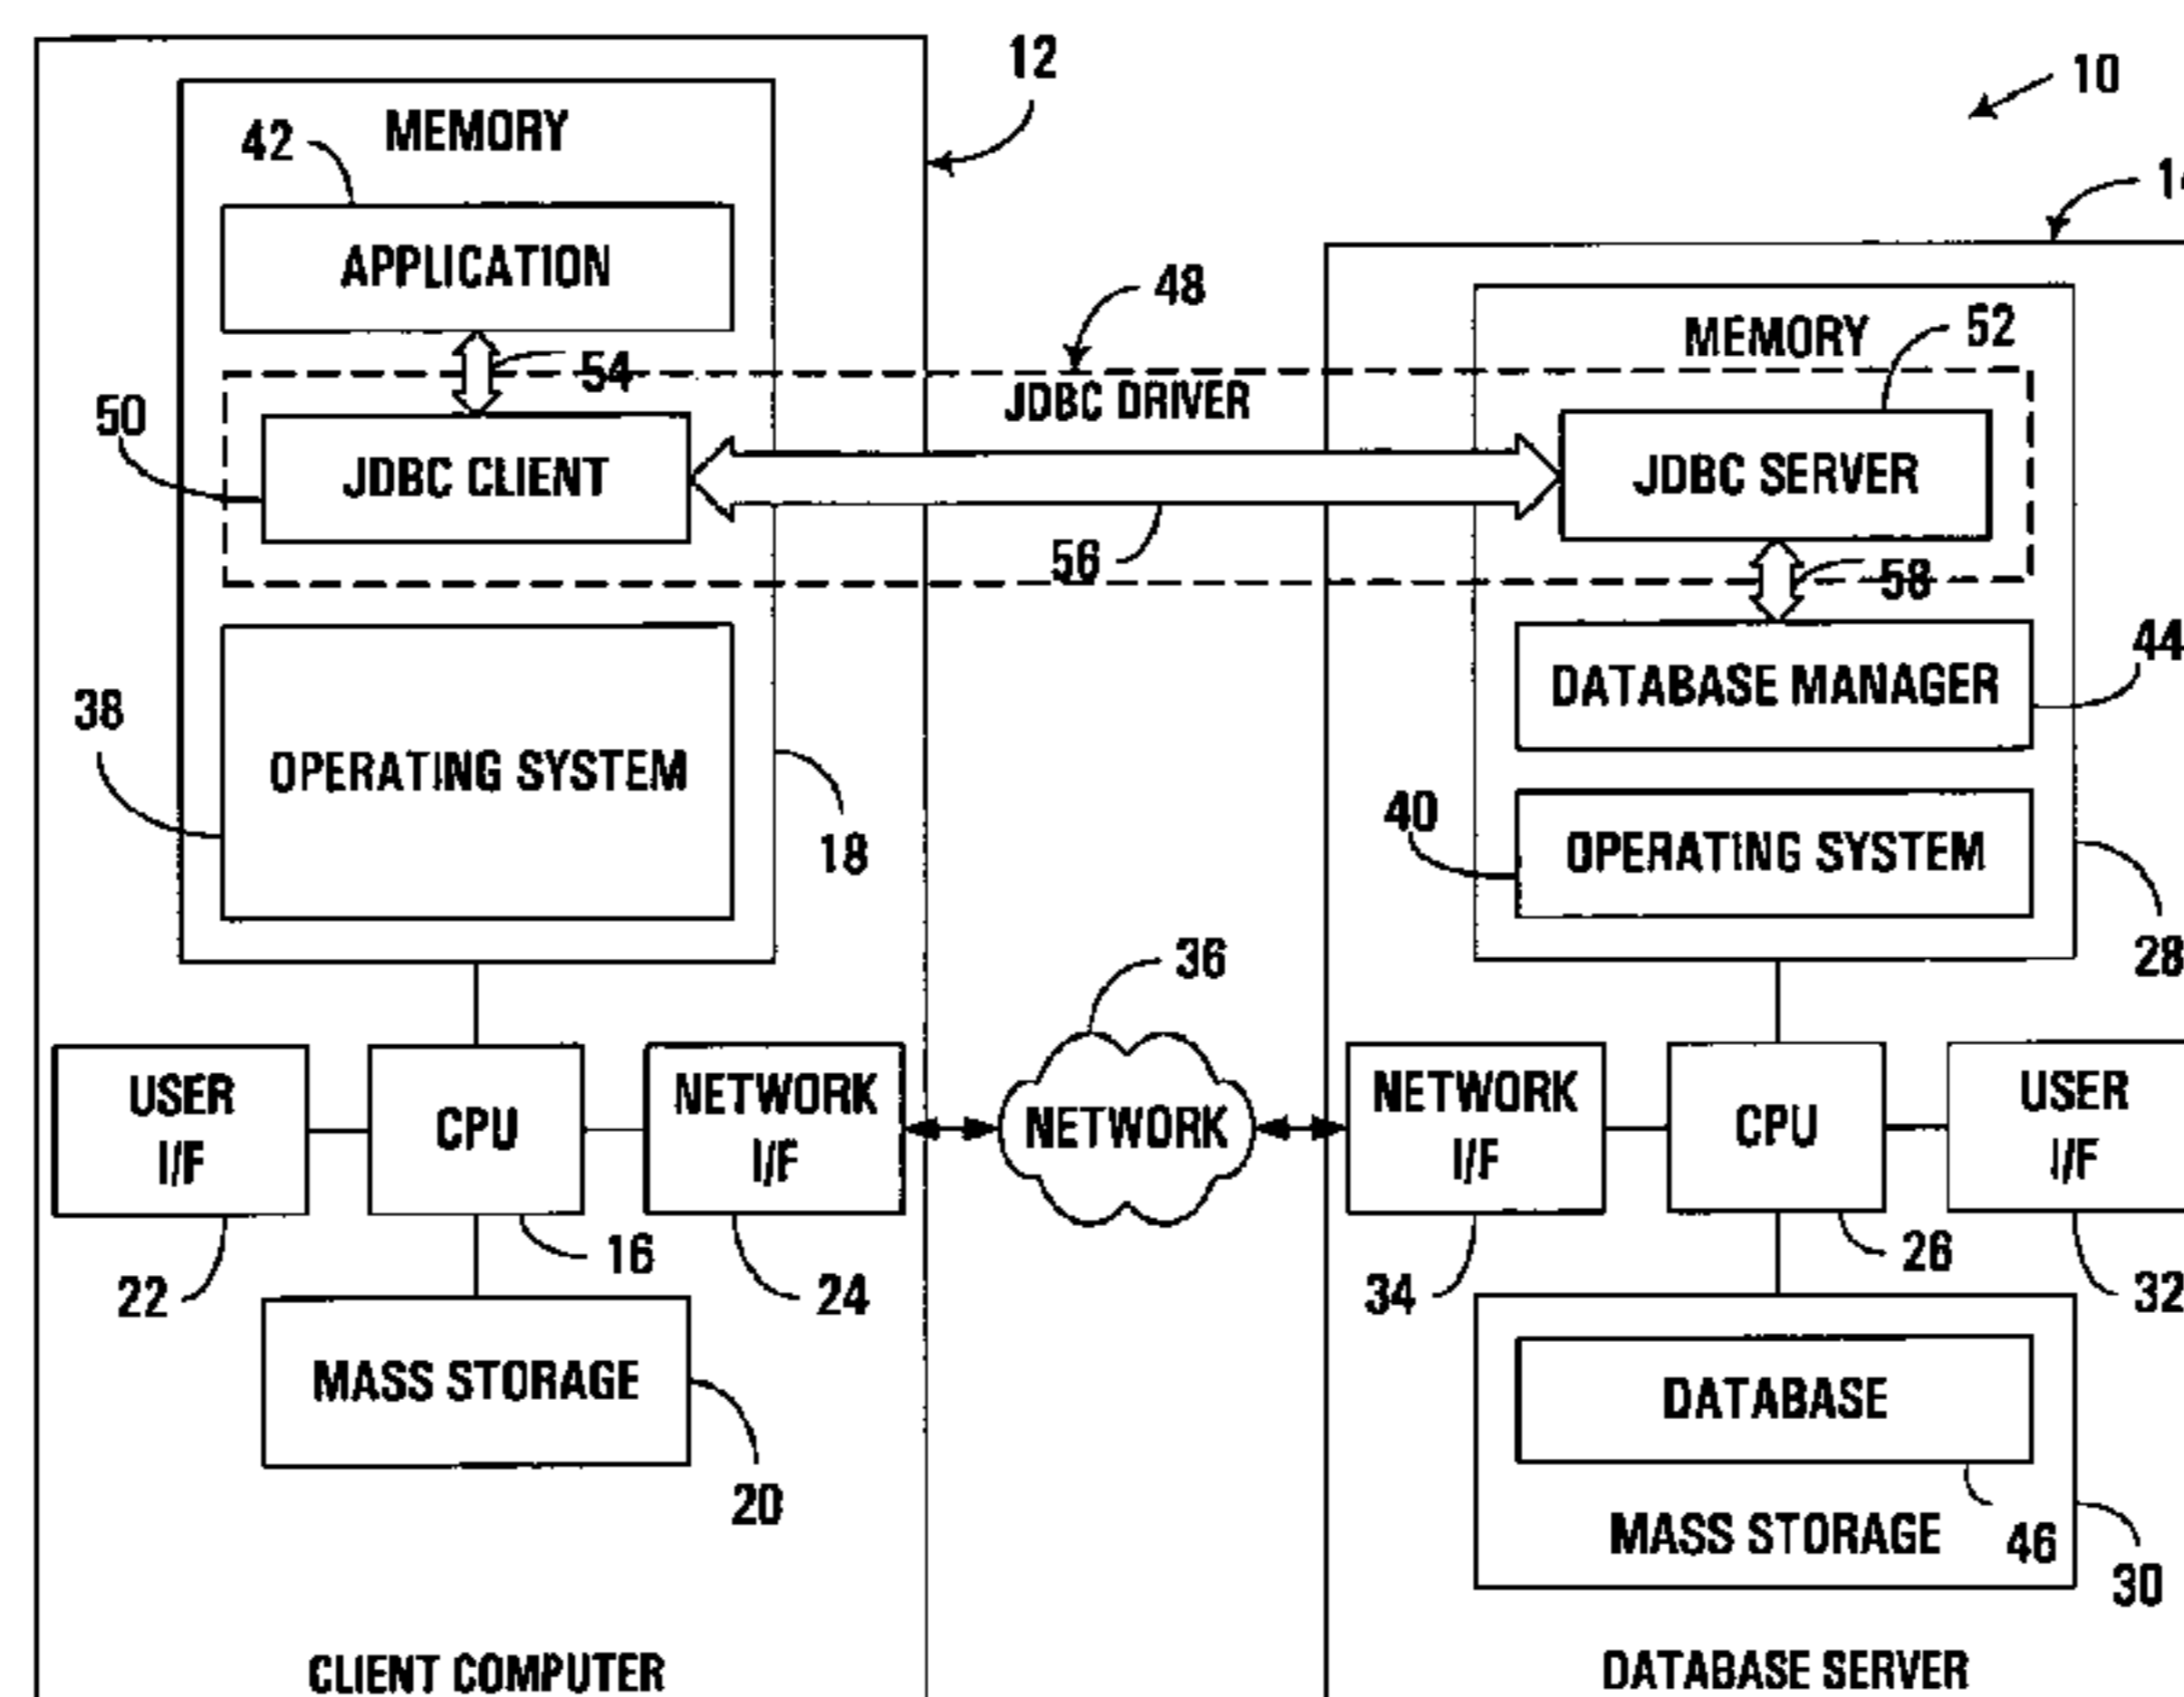 12
10
MEMORY
42
APPLICATION
48
MEMORY
52
54
JDBC DRIVER
50
JDBC CLIENT
JDBC SERVER
56
58
44
DATABASE MANAGER
38
OPERATING SYSTEM
18
40
OPERATING SYSTEM
28
36
USER
I/F
CPU
NETWORK
I/F
NETWORK
NETWORK
I/F
CPU
USER
I/F
22
16
24
34
26
32
MASS STORAGE
20
DATABASE
MASS STORAGE
46
30
CLIENT COMPUTER
DATABASE SERVER